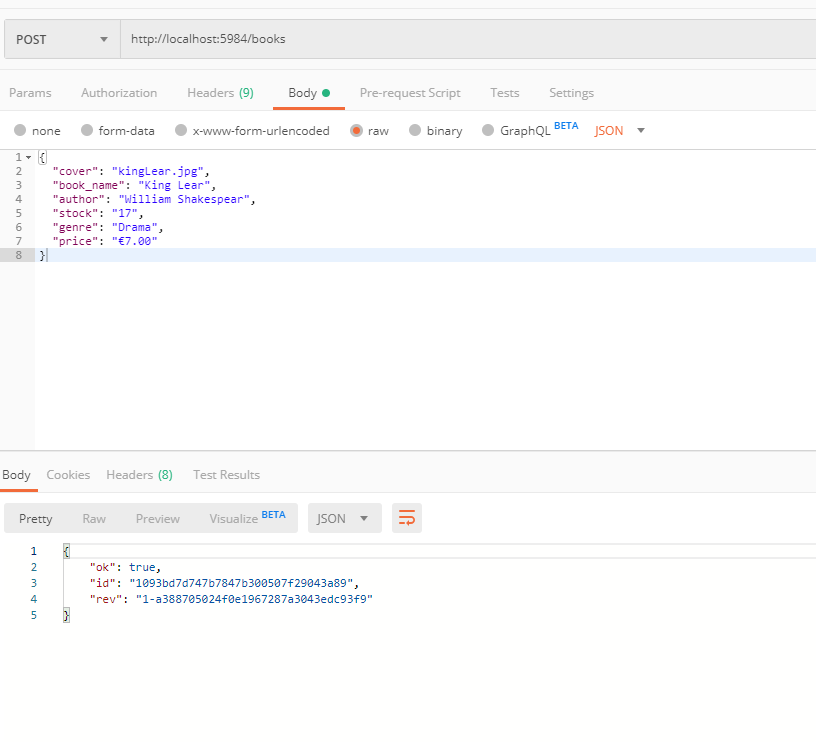 POST http://localhost:5984/books
Params Authorization Headers (9) Body Pre-request Script Tests Settings
none form-data x-www-form-urlencoded raw binary GraphQL BETA JSON
1 {
2 "cover": "kingLear.jpg",
3 "book_name": "King Lear",
4 "author": "William Shakespear",
5 "stock": "17",
6 "genre": "Drama",
7 "price": "€7.00"
8 }
Body Cookies Headers (8) Test Results
Pretty Raw Preview Visualize BETA JSON
1 {
2 "ok": true,
3 "id": "1093bd7d747b7847b300507f29043a89",
4 "rev": "1-a388705024f0e1967287a3043edc93f9"
5 }